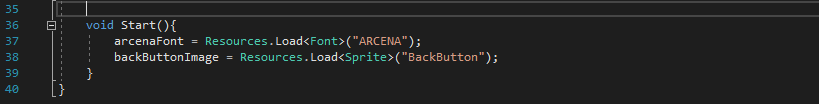 35
36 void Start(){
37 arcenaFont = Resources.Load<Font>("ARCENA");
38 backButtonImage = Resources.Load<Sprite>("BackButton");
39 }
40 }